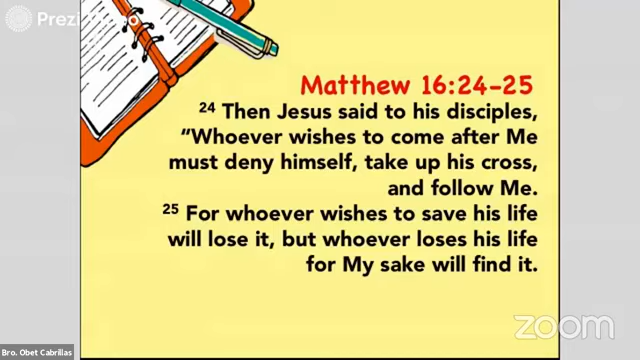 Prezi Video
Matthew 16:24-25
24 Then Jesus said to his disciples,
“Whoever wishes to come after Me
must deny himself, take up his cross,
and follow Me.
25 For whoever wishes to save his life
will lose it, but whoever loses his life
for My sake will find it.
zoom
Bro. Obet Cabrillas